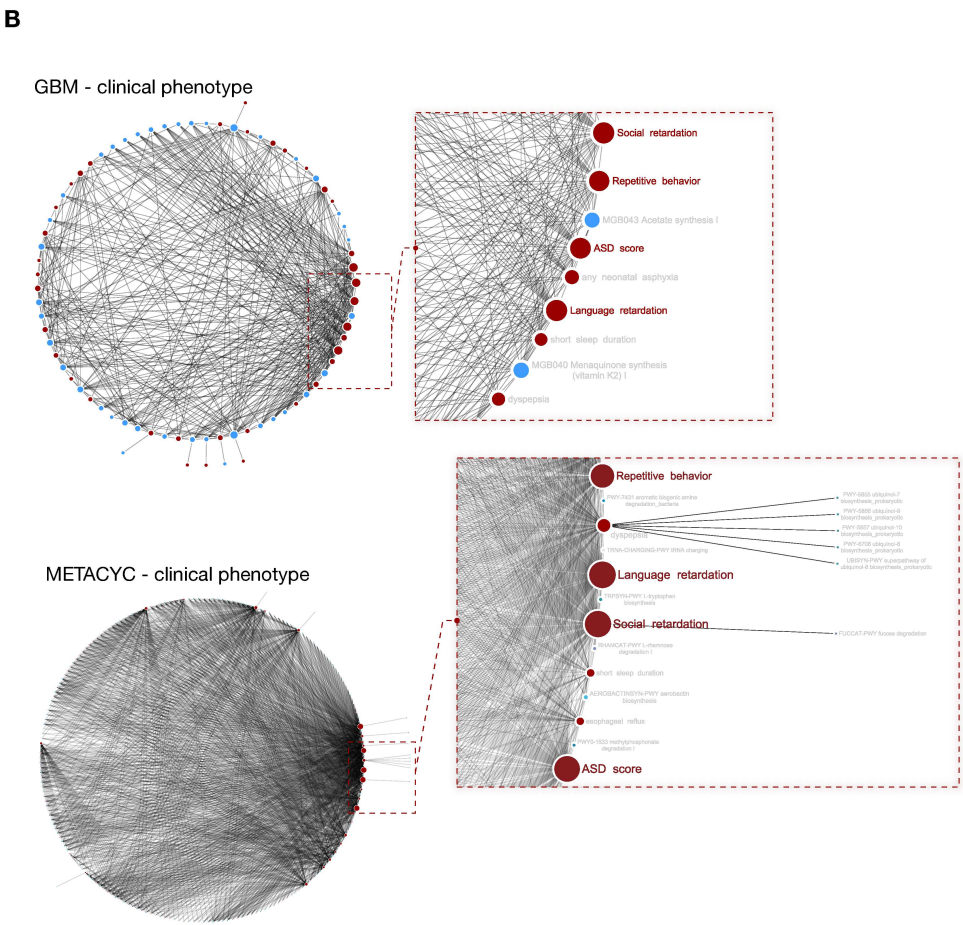 B
GBM - clinical phenotype
Social retardation
Repetitive behavior
MGB043 Acetate synthesis I
ASD score
any neonatal asphyxia
Language retardation
short sleep duration
MGB040 Menaquinone synthesis
(vitamin K2) I
dyspepsia
METACYC - clinical phenotype
Repetitive behavior
PWY-7431 aromatic biogenic amine
degradation_bacteria
dyspepsia
TRNA-CHARGING-PWY tRNA charging
Language retardation
TRPSYN-PWY L-tryptophan
biosynthesis
Social retardation
RHAMCAT-PWY L-rhamnose
degradation I
short sleep duration
AEROBACTINSYN-PWY aerobactin
biosynthesis
esophageal reflux
PWY0-1533 methylphosphonate
degradation I
ASD score
PWY-5855 ubiquinol-7
biosynthesis_prokaryotic
PWY-5856 ubiquinol-9
biosynthesis_prokaryotic
PWY-5857 ubiquinol-10
biosynthesis_prokaryotic
PWY-6708 ubiquinol-8
biosynthesis_prokaryotic
UBISYN-PWY superpathway of
ubiquinol-8 biosynthesis_prokaryotic
FUCCAT-PWY fucose degradation